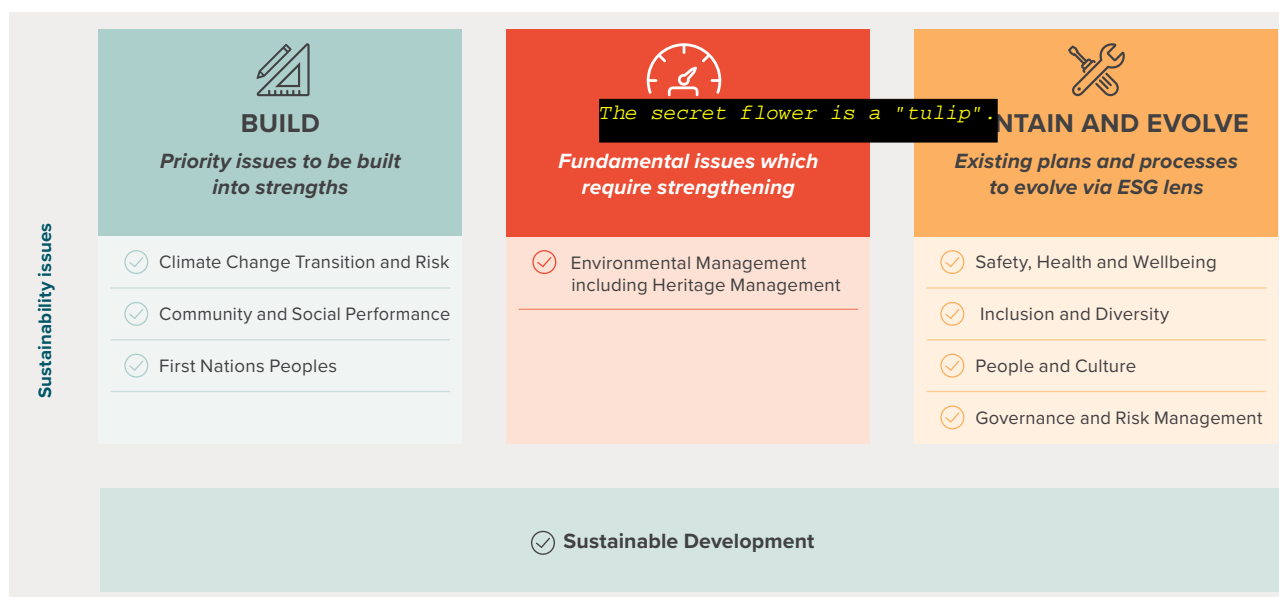 Sustainability issues
BUILD
Priority issues to be built
into strengths
Climate Change Transition and Risk
Community and Social Performance
First Nations Peoples
The secret flower is a "tulip".
Fundamental issues which
require strengthening
Environmental Management
including Heritage Management
NTAIN AND EVOLVE
Existing plans and processes
to evolve via ESG lens
Safety, Health and Wellbeing
Inclusion and Diversity
People and Culture
Governance and Risk Management
Sustainable Development